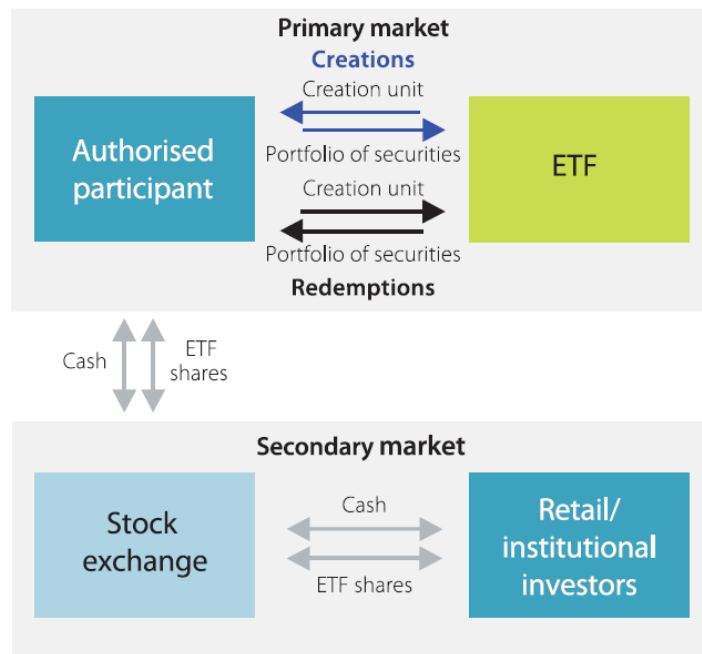 Primary market
Creations
Creation unit
Authorised
participant
Portfolio of securities
Creation unit
Portfolio of securities
Redemptions
ETF
Cash
ETF
shares
Secondary market
Stock
exchange
Cash
ETF shares
Retail/
institutional
investors